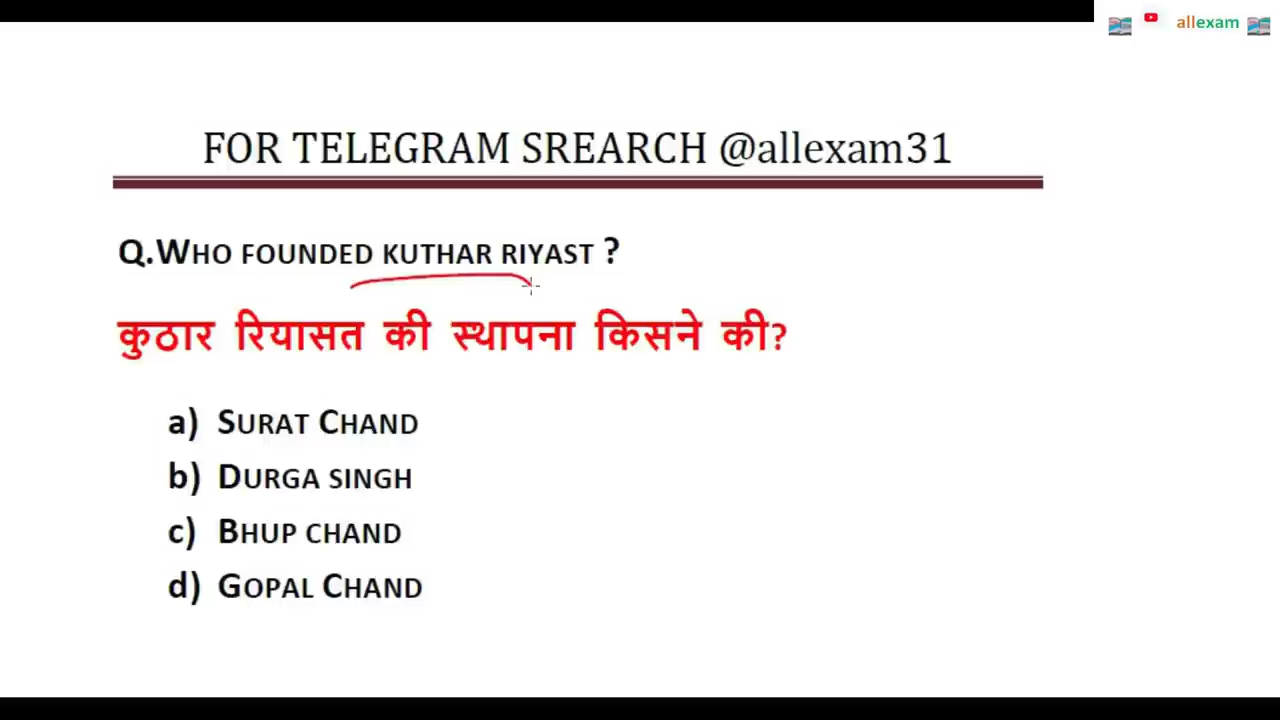 allexam
FOR TELEGRAM SREARCH @allexam31
Q.WHO FOUNDED KUTHAR RIYAST ?
कुठार रियासत की स्थापना किसने की?
a) SURAT CHAND
b) DURGA SINGH
c) BHUP CHAND
d) GOPAL CHAND